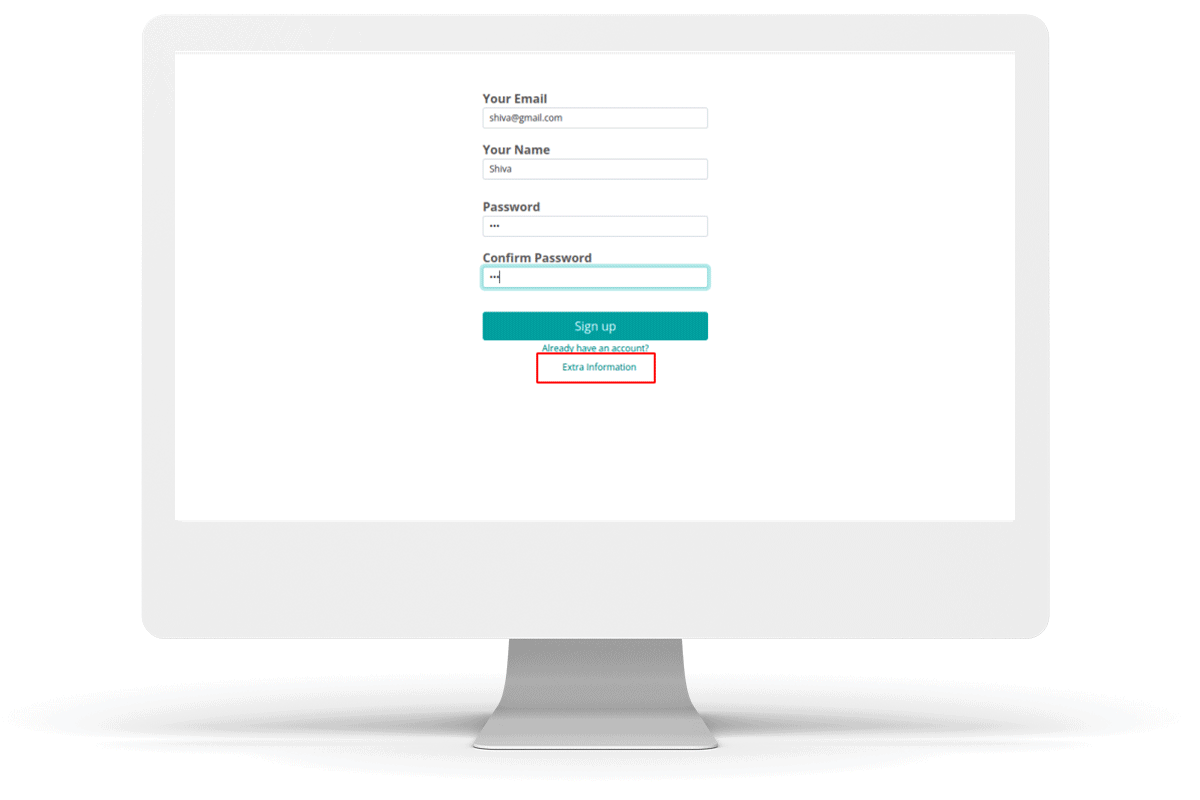 Your Email
shiva@gmail.com
Your Name
Shiva
Password
•••
Confirm Password
•••
Sign up
Already have an account?
Extra Information